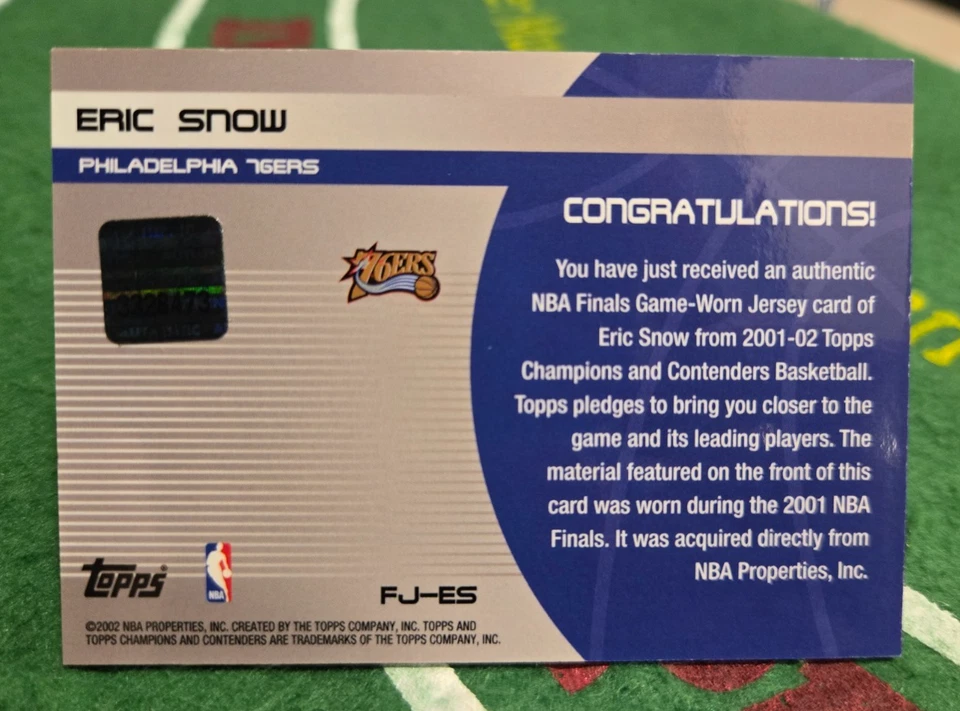 ERIC SNOW
PHILADELPHIA 76ERS
CONGRATULATIONS!
76ERS
You have just received an authentic
NBA Finals Game-Worn Jersey card of
Eric Snow from 2001-02 Topps
Champions and Contenders Basketball.
Topps pledges to bring you closer to the
game and its leading players. The
material featured on the front of this
card was worn during the 2001 NBA
Finals. It was acquired directly from
NBA Properties, Inc.
Topps
NBA
FJ-ES
©2002 NBA PROPERTIES, INC. CREATED BY THE TOPPS COMPANY, INC. TOPPS AND
TOPPS CHAMPIONS AND CONTENDERS ARE TRADEMARKS OF THE TOPPS COMPANY, INC.